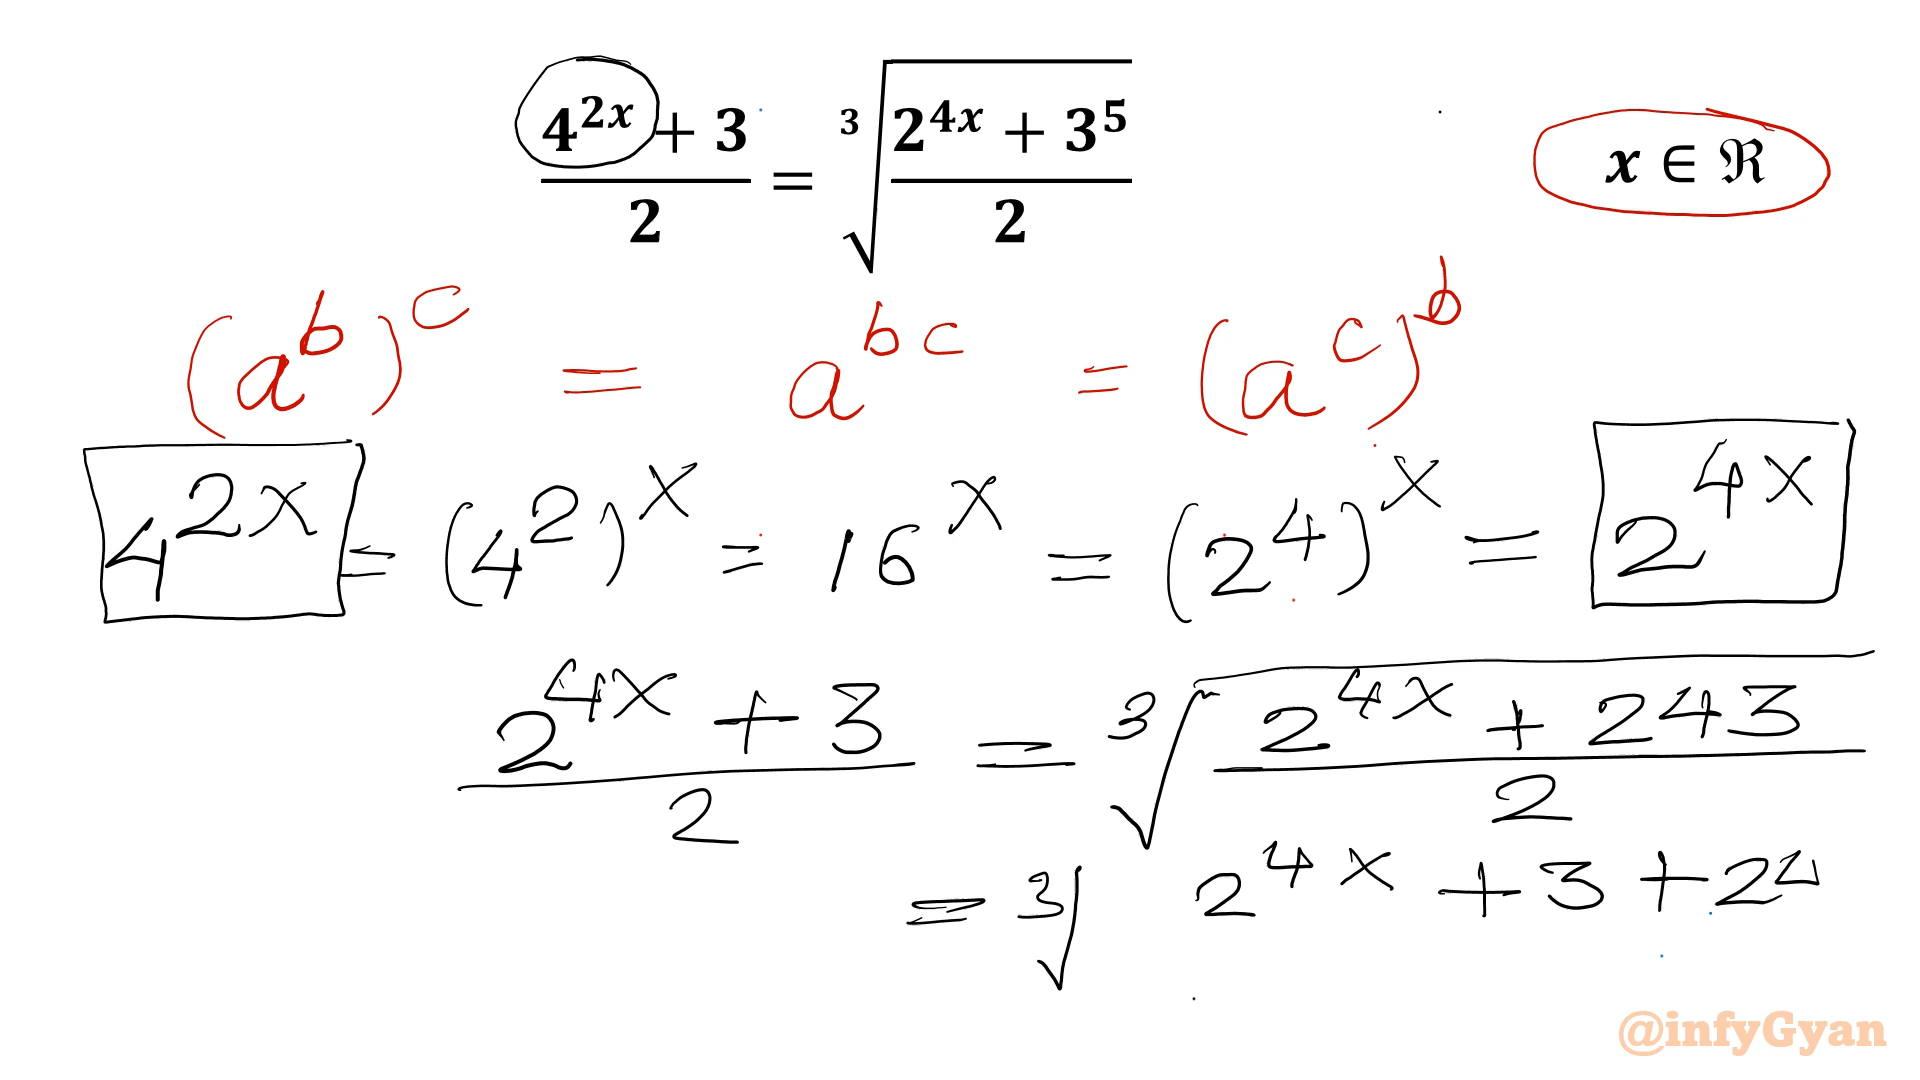 (4^{2x} + 3)/2 = ∛((2^{4x} + 3^5)/2)    x ∈ ℜ
(a^b)^c = a^{bc} = (a^c)^b
4^{2x} = (4^2)^x = 16^x = (2^4)^x = 2^{4x}
(2^{4x} + 3)/2 = ∛((2^{4x} + 243)/2)
= ∛ 2^{4x} + 3 + 24
@infyGyan